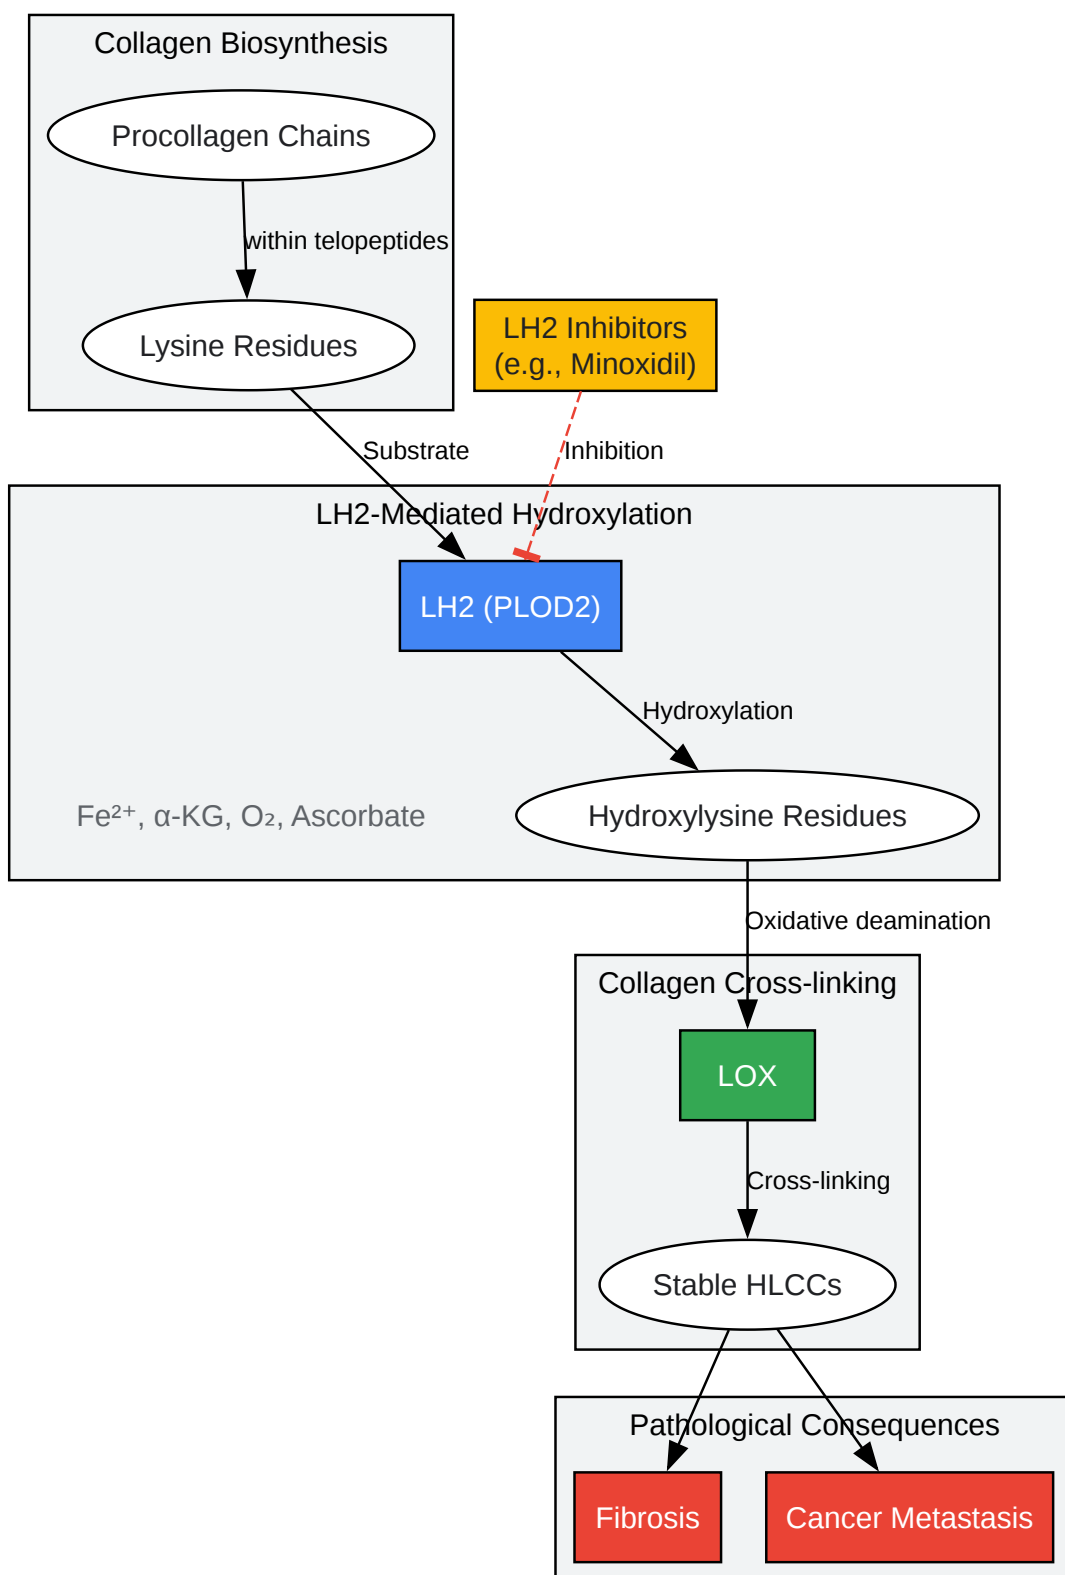 Collagen Biosynthesis
Procollagen Chains
within telopeptides
Lysine Residues
LH2 Inhibitors
(e.g., Minoxidil)
Substrate
Inhibition
LH2-Mediated Hydroxylation
LH2 (PLOD2)
Hydroxylation
Fe²⁺, α-KG, O₂, Ascorbate
Hydroxylysine Residues
Oxidative deamination
Collagen Cross-linking
LOX
Cross-linking
Stable HLCCs
Pathological Consequences
Fibrosis
Cancer Metastasis